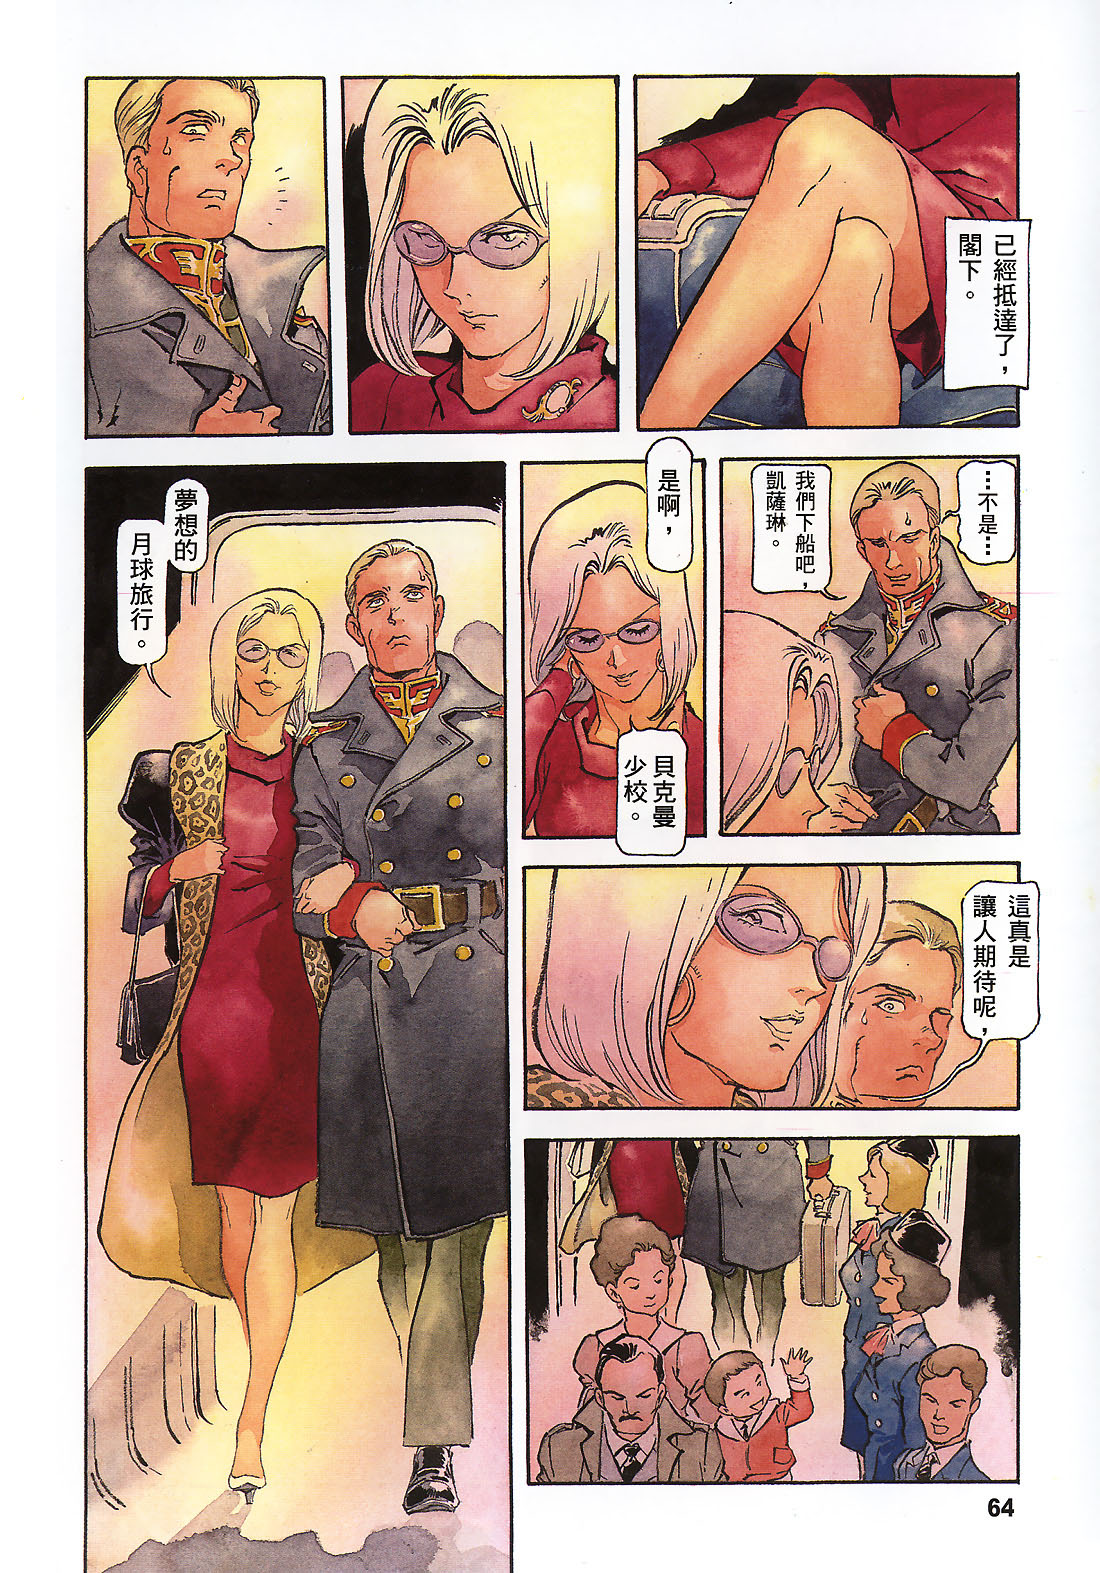 已經抵達了，
閣下。
…不是…
我們下船吧，
凱薩琳。
是啊，
貝克曼
少校。
這真是
讓人期待呢，
夢想的
月球旅行。
64